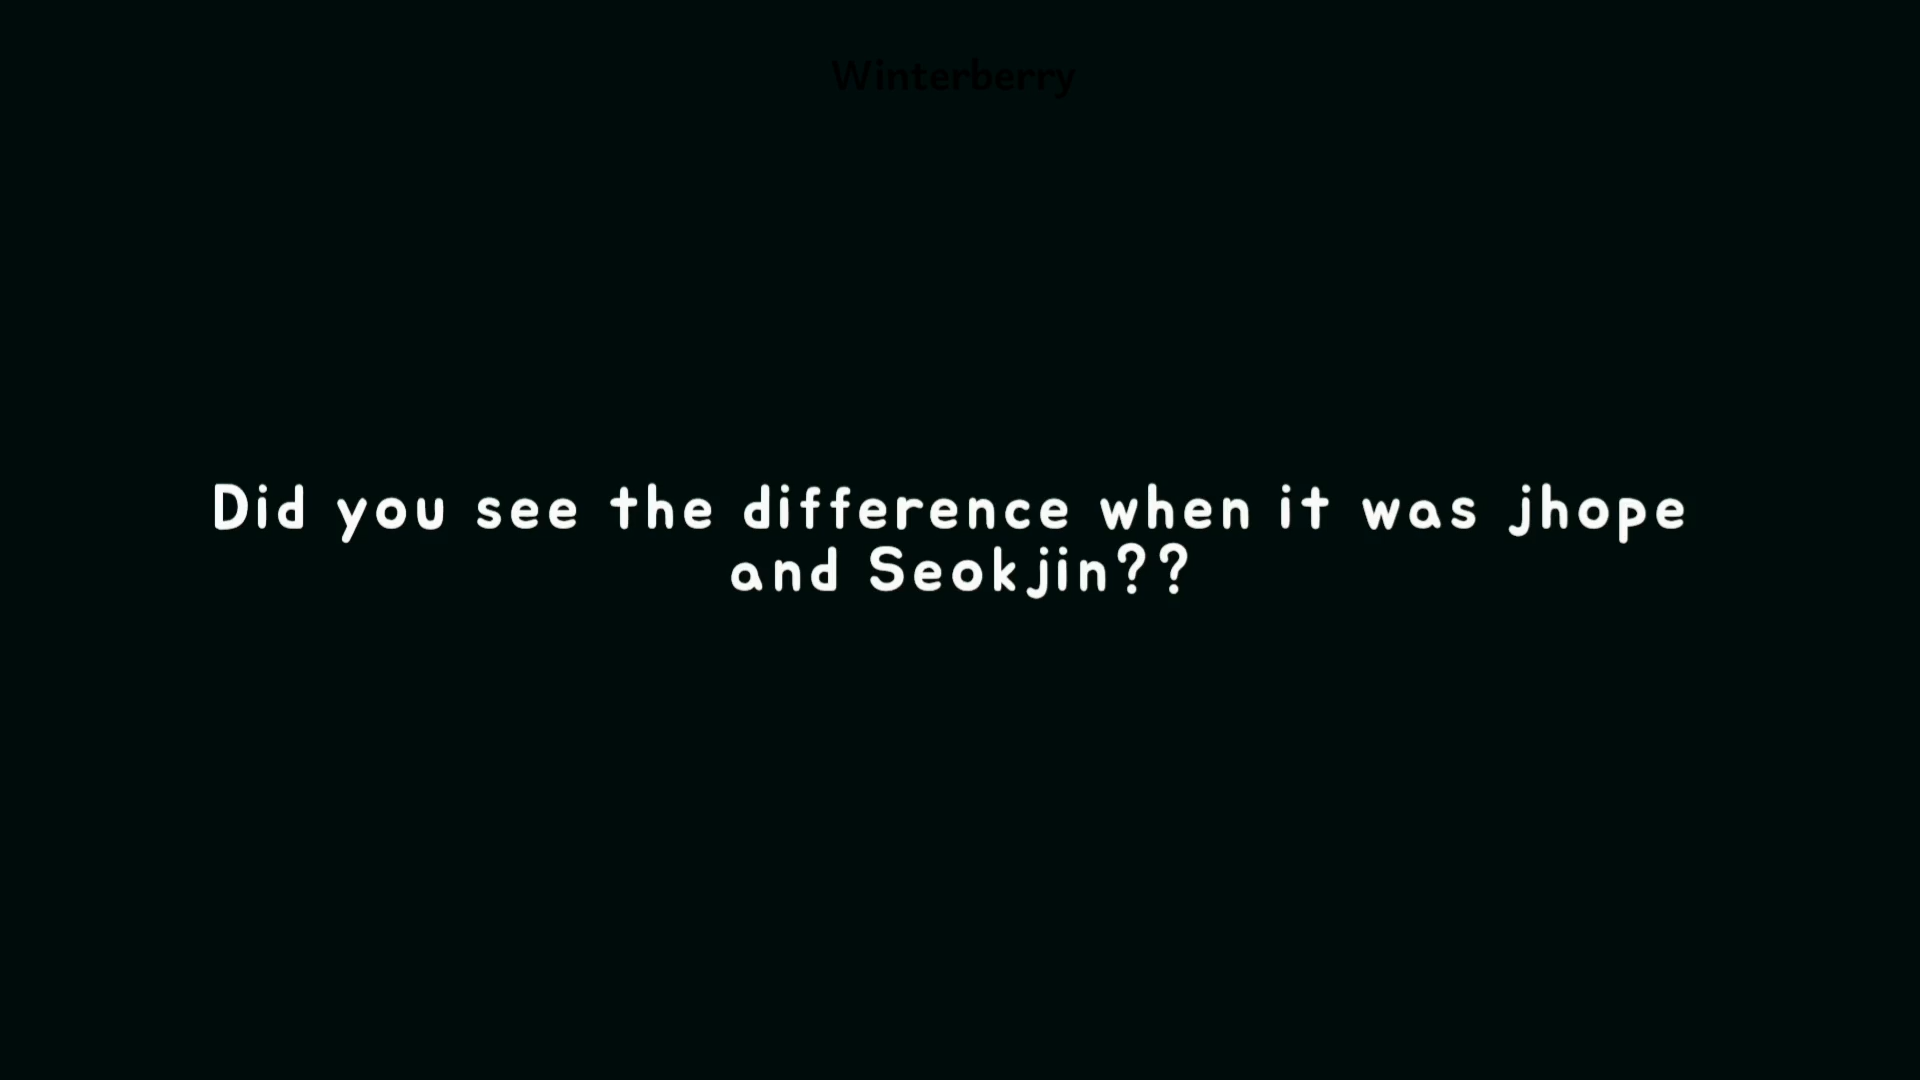 Winterberry
Did you see the difference when it was jhope
and Seokjin??